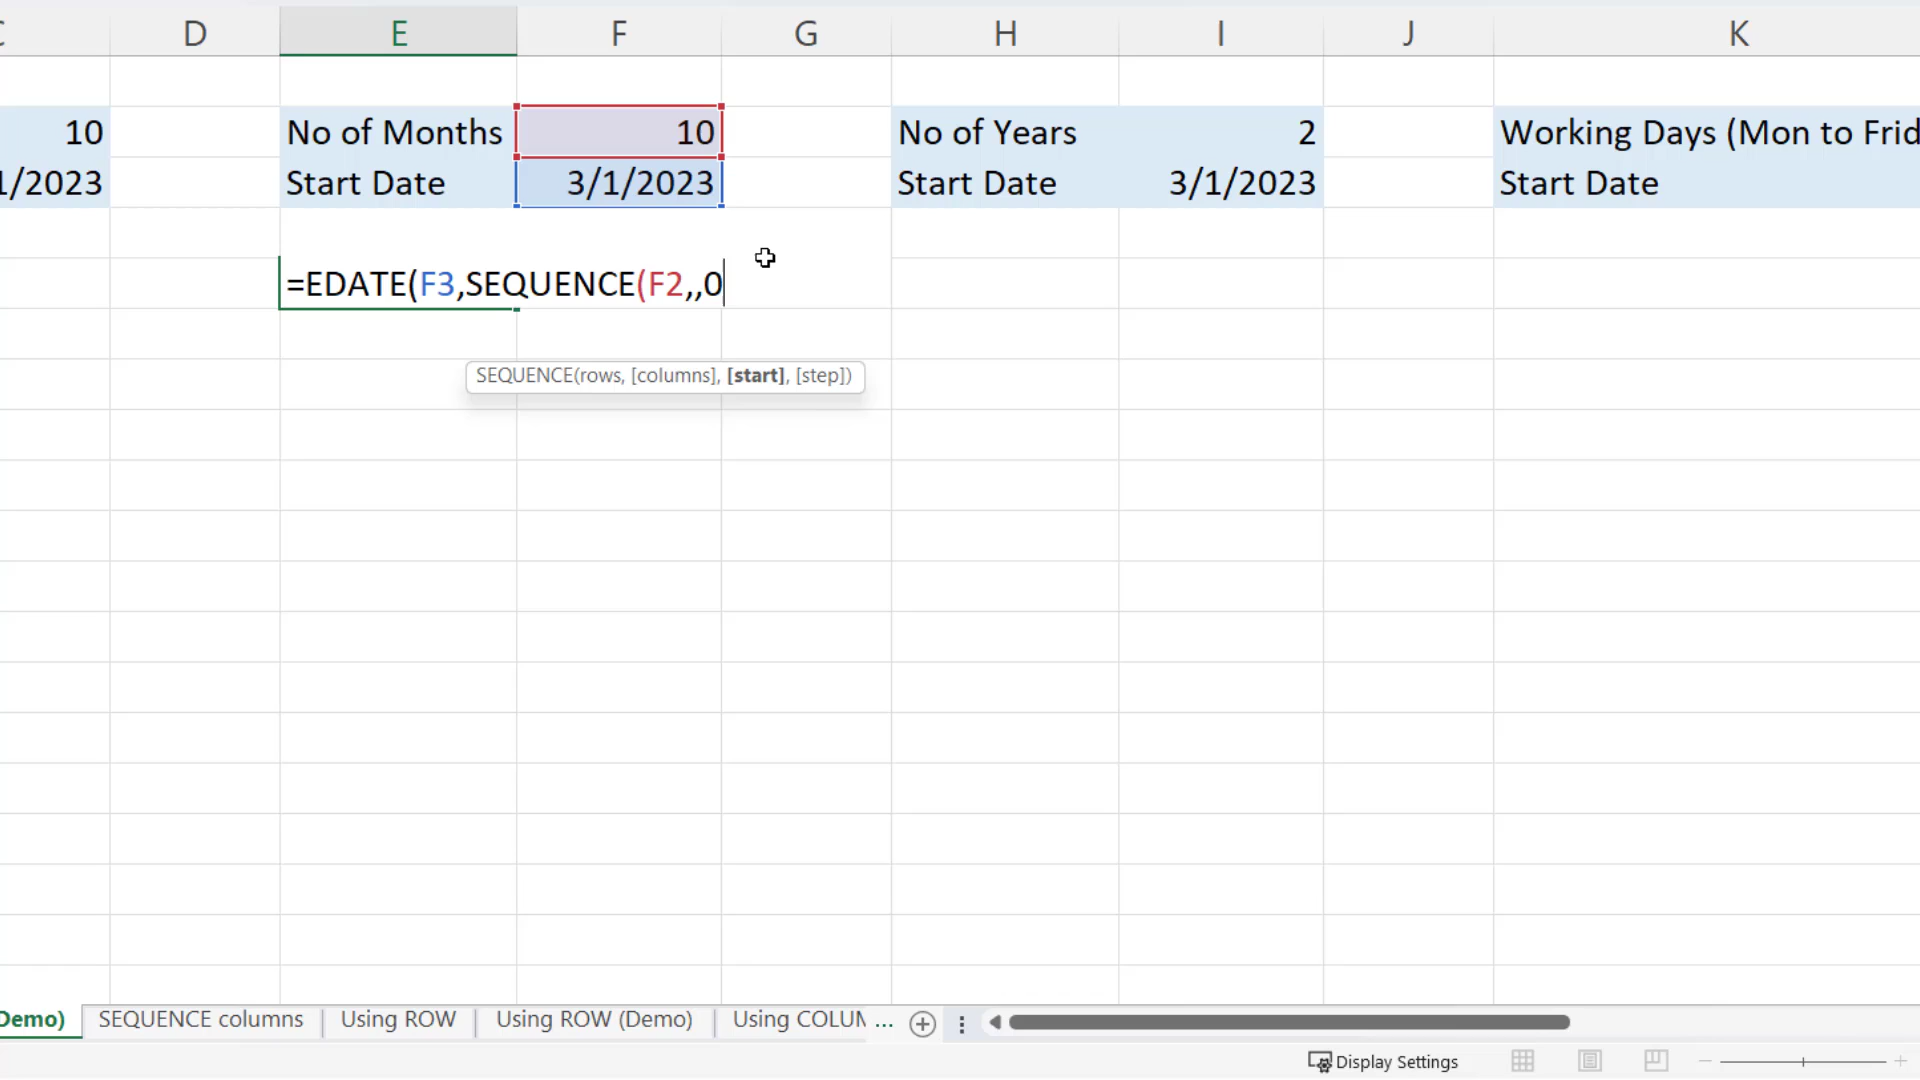 D E F G H I J K
10 No of Months 10 No of Years 2 Working Days (Mon to Frid
1/2023 Start Date 3/1/2023 Start Date 3/1/2023 Start Date
=EDATE(F3,SEQUENCE(F2,,0
SEQUENCE(rows, [columns], [start], [step])
Demo) SEQUENCE columns Using ROW Using ROW (Demo) Using COLUM ...
Display Settings